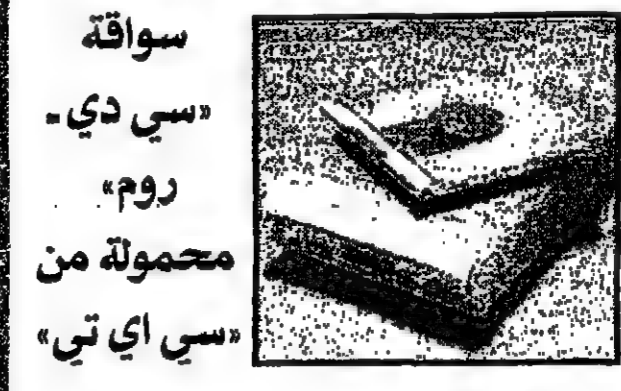 سواقة
«سي دي -
روم»
محمولة من
«سي اي تي»